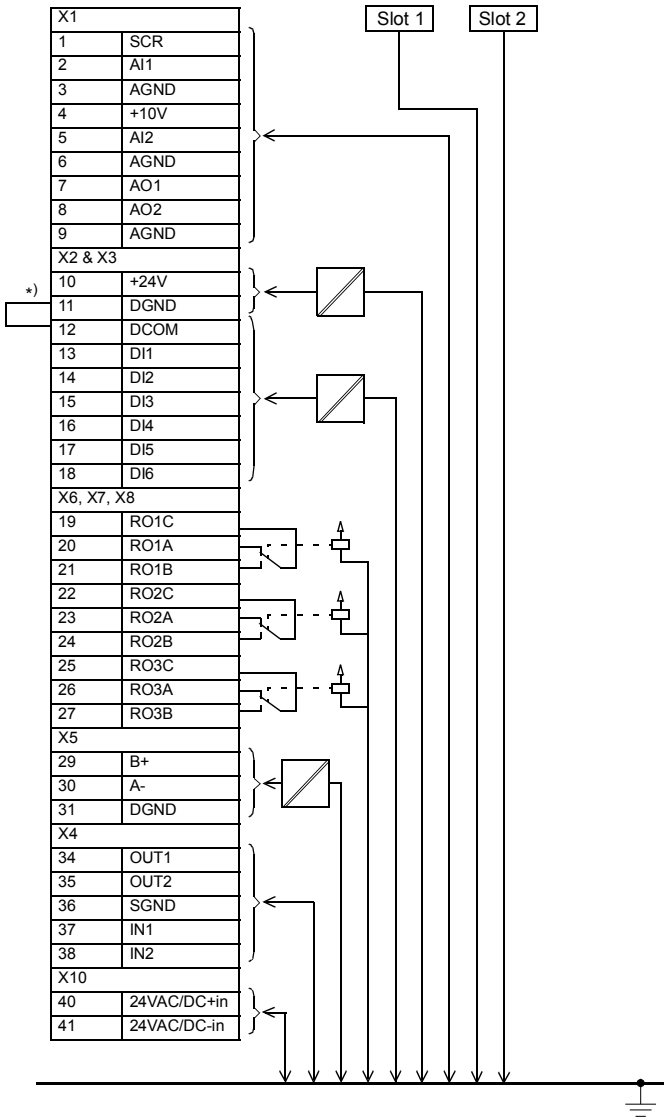 Slot 1 Slot 2
X1
1 SCR
2 AI1
3 AGND
4 +10V
5 AI2
6 AGND
7 AO1
8 AO2
9 AGND
X2 & X3
10 +24V
*)
11 DGND
12 DCOM
13 DI1
14 DI2
15 DI3
16 DI4
17 DI5
18 DI6
X6, X7, X8
19 RO1C
20 RO1A
21 RO1B
22 RO2C
23 RO2A
24 RO2B
25 RO3C
26 RO3A
27 RO3B
X5
29 B+
30 A-
31 DGND
X4
34 OUT1
35 OUT2
36 SGND
37 IN1
38 IN2
X10
40 24VAC/DC+in
41 24VAC/DC-in